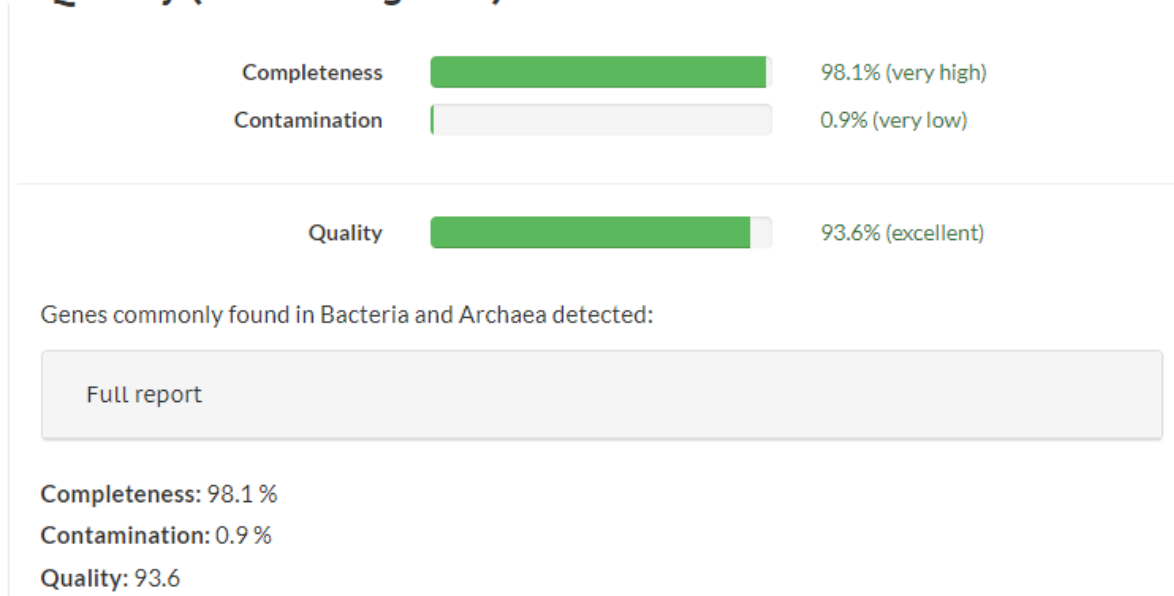 Completeness 98.1% (very high)
Contamination 0.9% (very low)
Quality 93.6% (excellent)
Genes commonly found in Bacteria and Archaea detected:
Full report
Completeness: 98.1 %
Contamination: 0.9 %
Quality: 93.6